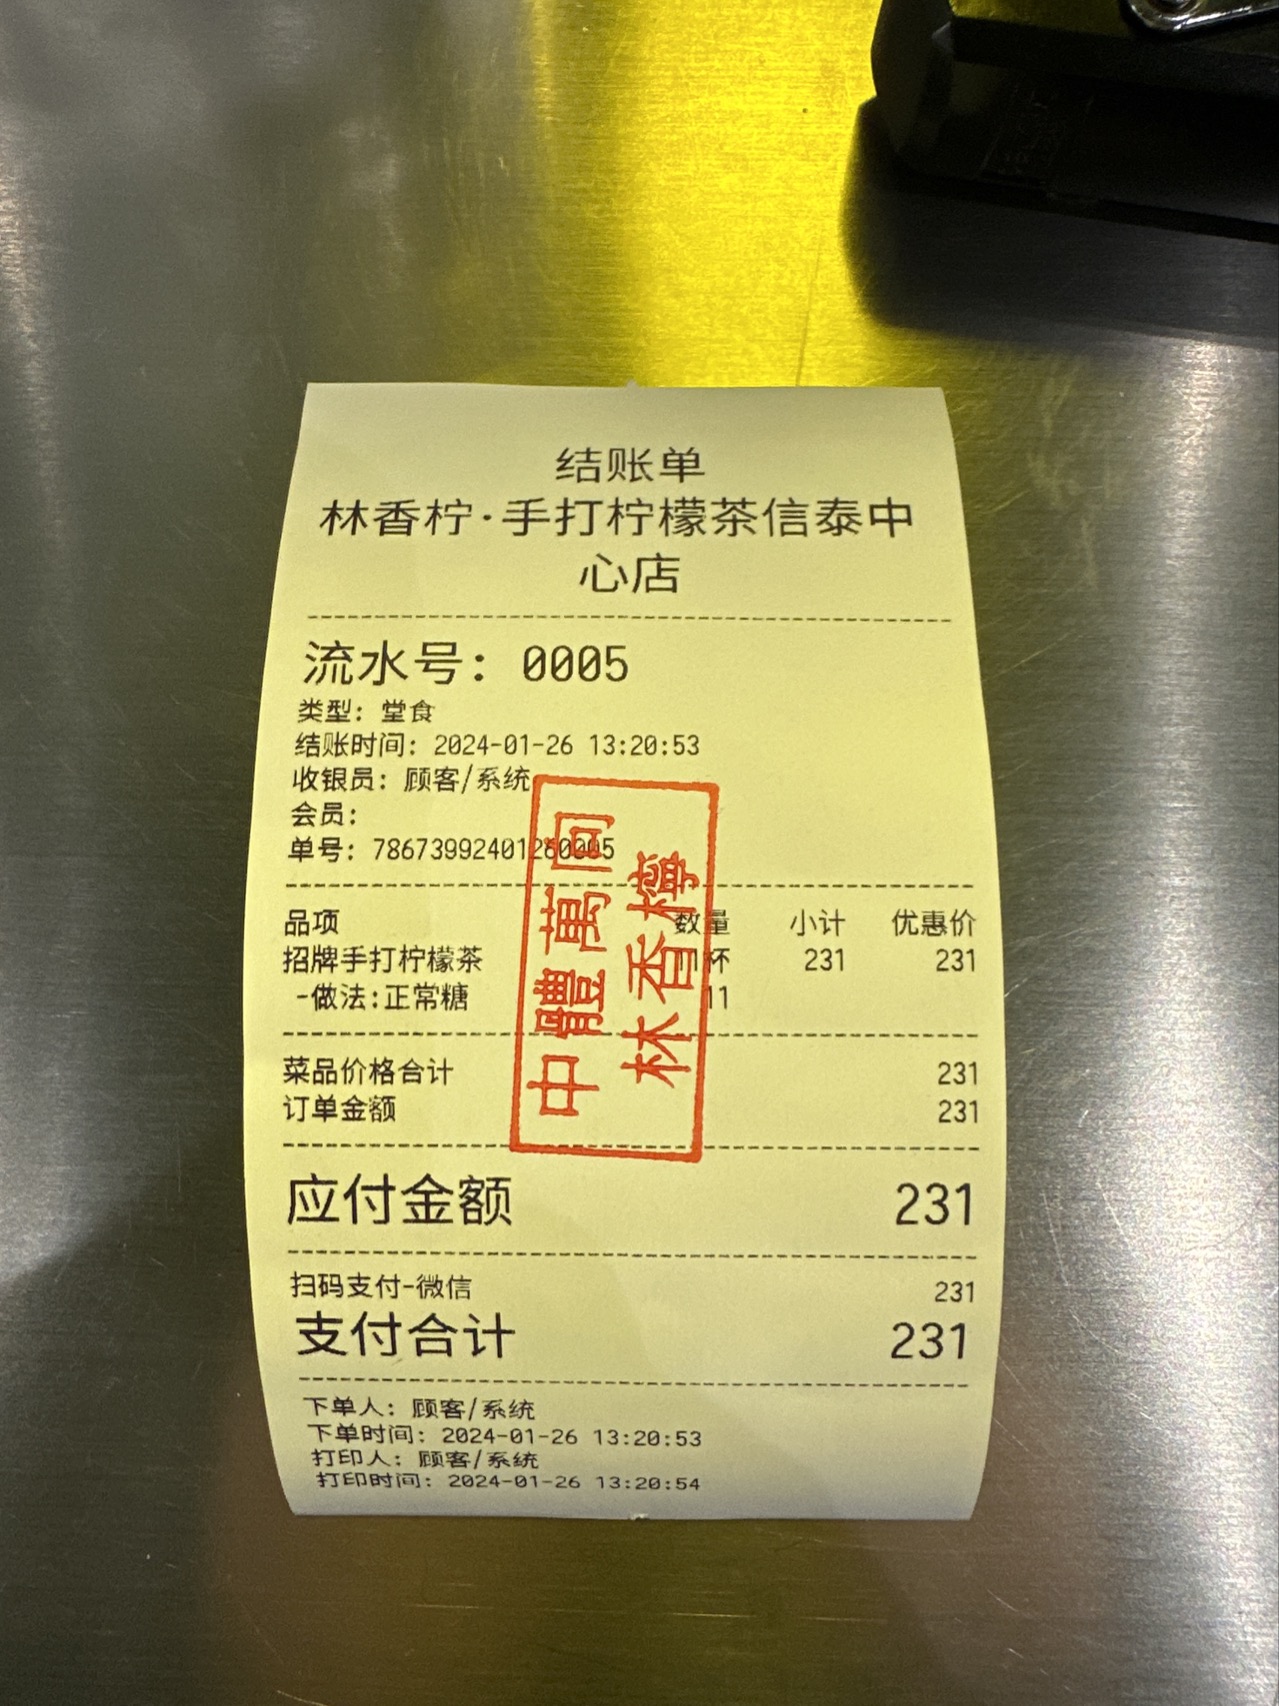 结账单
林香柠·手打柠檬茶信泰中
心店
流水号: 0005
类型: 堂食
结账时间: 2024-01-26 13:20:53
收银员: 顾客/系统
会员:
单号: 78673992401260005
品项 数量 小计 优惠价
招牌手打柠檬茶 11杯 231 231
-做法:正常糖 11
菜品价格合计 231
订单金额 231
应付金额 231
扫码支付-微信 231
支付合计 231
下单人: 顾客/系统
下单时间: 2024-01-26 13:20:53
打印人: 顾客/系统
打印时间: 2024-01-26 13:20:54
中體萬
林香檸